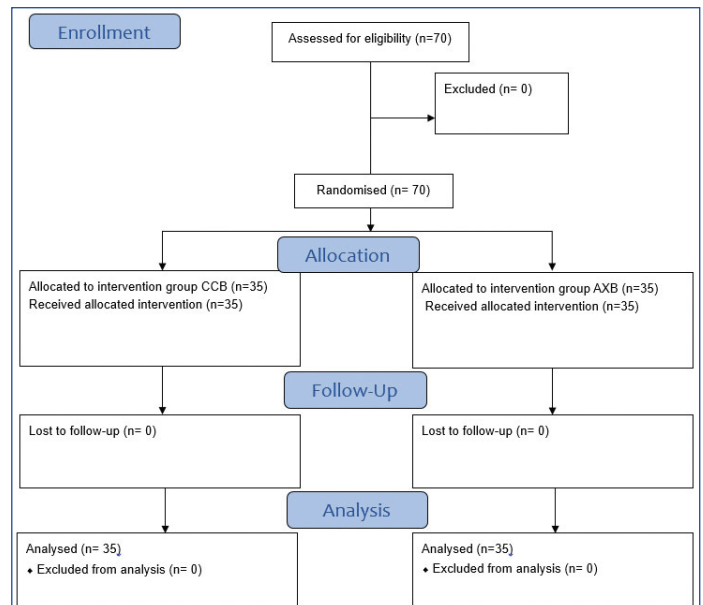 Enrollment
Assessed for eligibility (n=70)
Excluded (n= 0)
Randomised (n= 70)
Allocation
Allocated to intervention group CCB (n=35)
Received allocated intervention (n=35)
Allocated to intervention group AXB (n=35)
Received allocated intervention (n=35)
Follow-Up
Lost to follow-up (n= 0)
Lost to follow-up (n= 0)
Analysis
Analysed (n= 35)
⬥ Excluded from analysis (n= 0)
Analysed (n=35)
⬥ Excluded from analysis (n= 0)